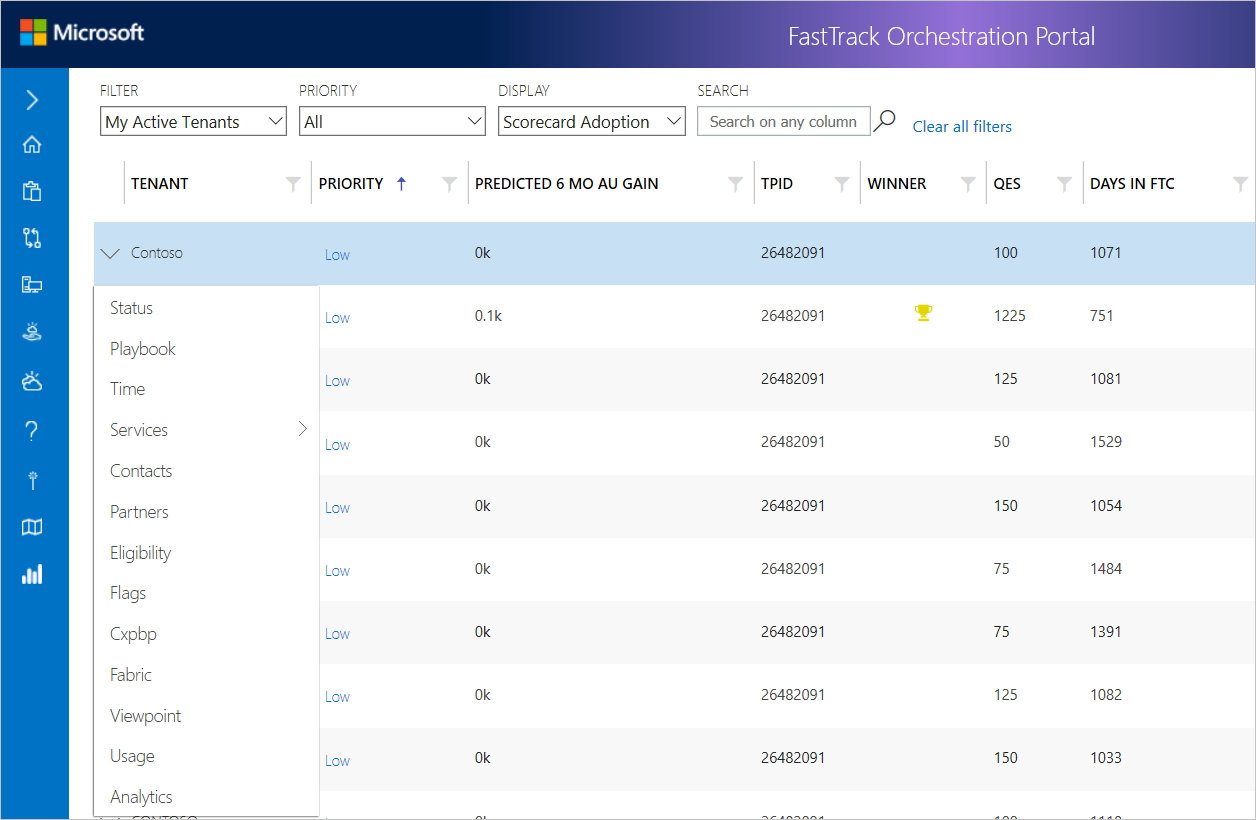 Microsoft
FastTrack Orchestration Portal
FILTER PRIORITY DISPLAY SEARCH
My Active Tenants All Scorecard Adoption Search on any column Clear all filters
TENANT PRIORITY PREDICTED 6 MO AU GAIN TPID WINNER QES DAYS IN FTC
Contoso Low 0k 26482091 100 1071
Status
Low 0.1k 26482091 1225 751
Playbook
Low 0k 26482091 125 1081
Time
Services
Low 0k 26482091 50 1529
Contacts
Partners
Low 0k 26482091 150 1054
Eligibility
Low 0k 26482091 75 1484
Flags
Cxpbp
Low 0k 26482091 75 1391
Fabric
Low 0k 26482091 125 1082
Viewpoint
Usage
Low 0k 26482091 150 1033
Analytics